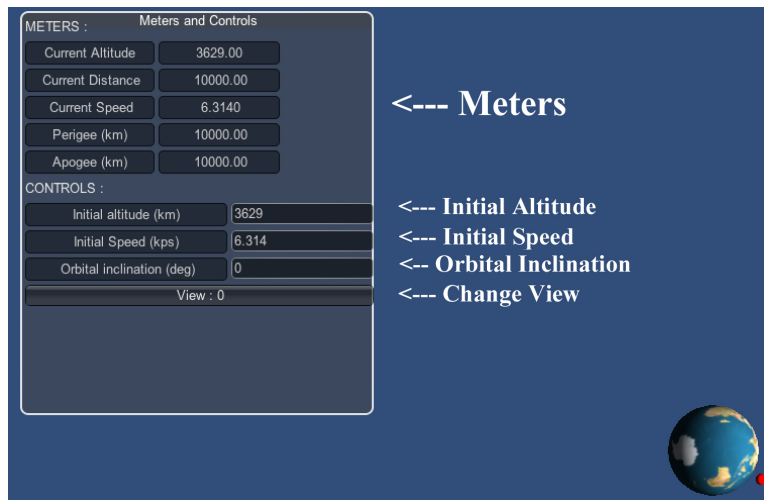 Meters and Controls
METERS :
Current Altitude 3629.00
Current Distance 10000.00
Current Speed 6.3140
Perigee (km) 10000.00
Apogee (km) 10000.00
<--- Meters
CONTROLS :
Initial altitude (km) 3629
<--- Initial Altitude
Initial Speed (kps) 6.314
<--- Initial Speed
Orbital inclination (deg) 0
<-- Orbital Inclination
View : 0
<--- Change View